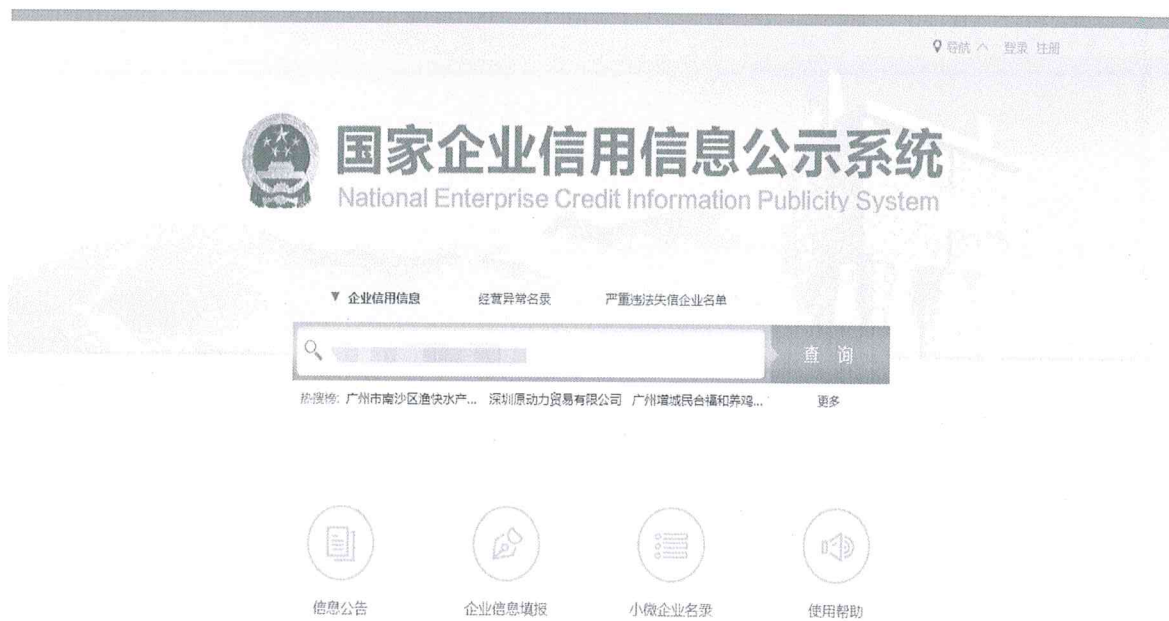 导航 登录 注册
国家企业信用信息公示系统
National Enterprise Credit Information Publicity System
企业信用信息 经营异常名录 严重违法失信企业名单
查询
热搜榜: 广州市南沙区渔快水产... 深圳原动力贸易有限公司 广州增城民合福和养鸡... 更多
信息公告 企业信息填报 小微企业名录 使用帮助